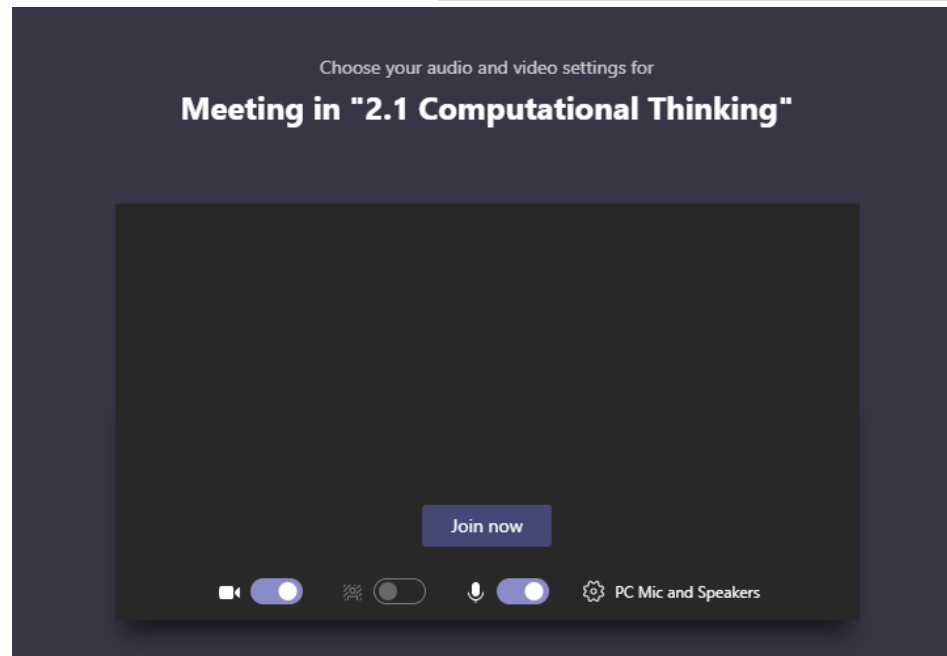 Choose your audio and video settings for
Meeting in "2.1 Computational Thinking"
Join now
PC Mic and Speakers